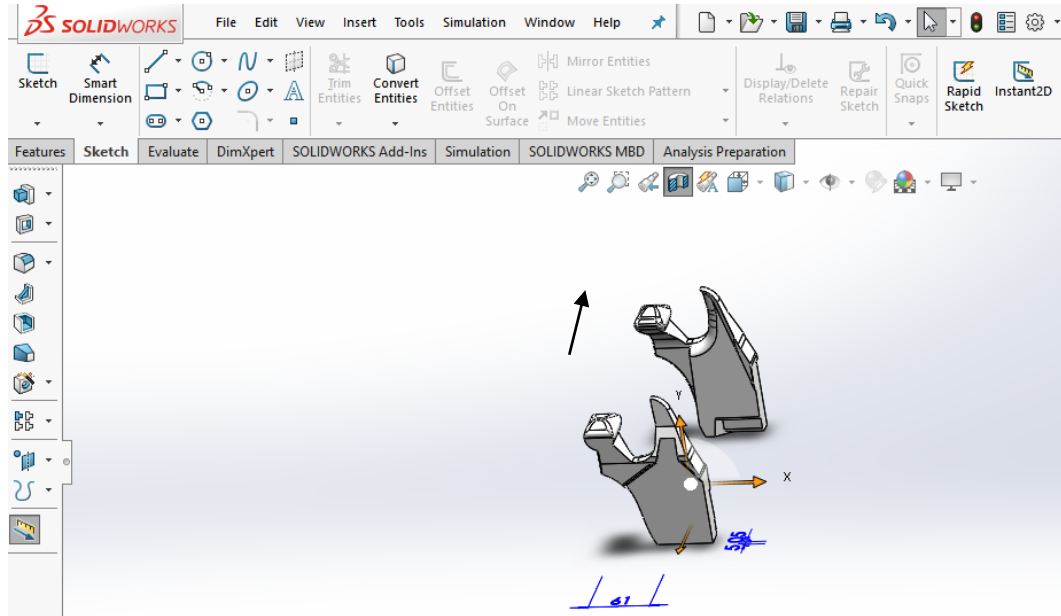 SOLIDWORKS File Edit View Insert Tools Simulation Window Help
Sketch Smart Dimension Trim Entities Convert Entities Offset Entities Offset On Surface Mirror Entities Linear Sketch Pattern Move Entities Display/Delete Relations Repair Sketch Quick Snaps Rapid Sketch Instant2D
Features Sketch Evaluate DimXpert SOLIDWORKS Add-Ins Simulation SOLIDWORKS MBD Analysis Preparation
Y
X
61